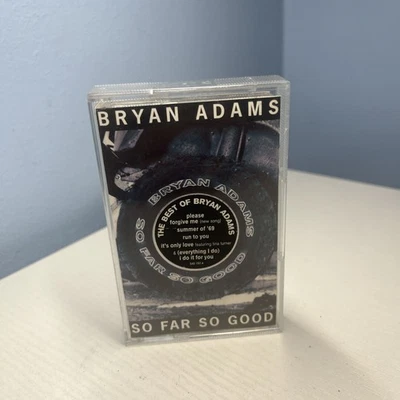 BRYAN ADAMS
BRYAN ADAMS
SO FAR SO GOOD
THE BEST OF BRYAN ADAMS
please
forgive me (new song)
summer of '69
run to you
it's only love featuring tina turner
& (everything I do)
I do it for you
SO FAR SO GOOD